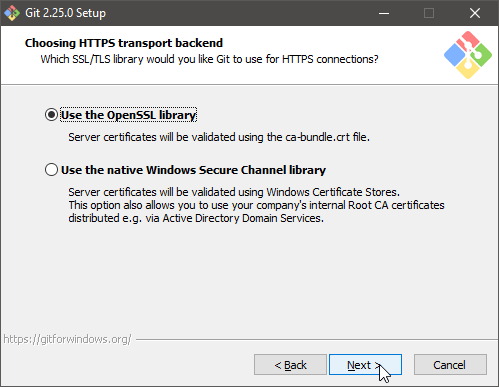 Git 2.25.0 Setup
Choosing HTTPS transport backend
Which SSL/TLS library would you like Git to use for HTTPS connections?
Use the OpenSSL library
Server certificates will be validated using the ca-bundle.crt file.
Use the native Windows Secure Channel library
Server certificates will be validated using Windows Certificate Stores.
This option also allows you to use your company's internal Root CA certificates
distributed e.g. via Active Directory Domain Services.
https://gitforwindows.org/
< Back Next > Cancel